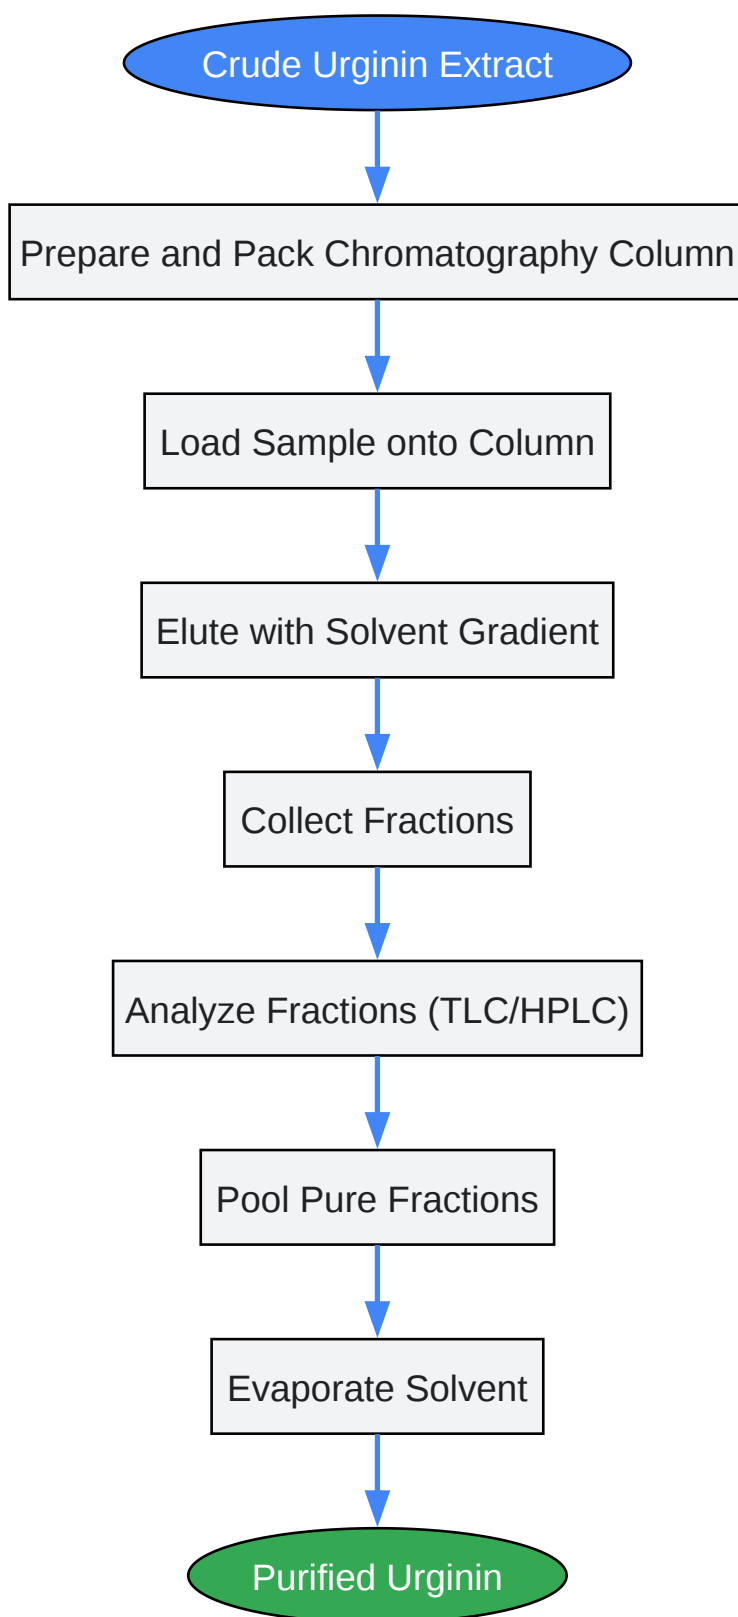 Crude Urginin Extract
Prepare and Pack Chromatography Column
Load Sample onto Column
Elute with Solvent Gradient
Collect Fractions
Analyze Fractions (TLC/HPLC)
Pool Pure Fractions
Evaporate Solvent
Purified Urginin